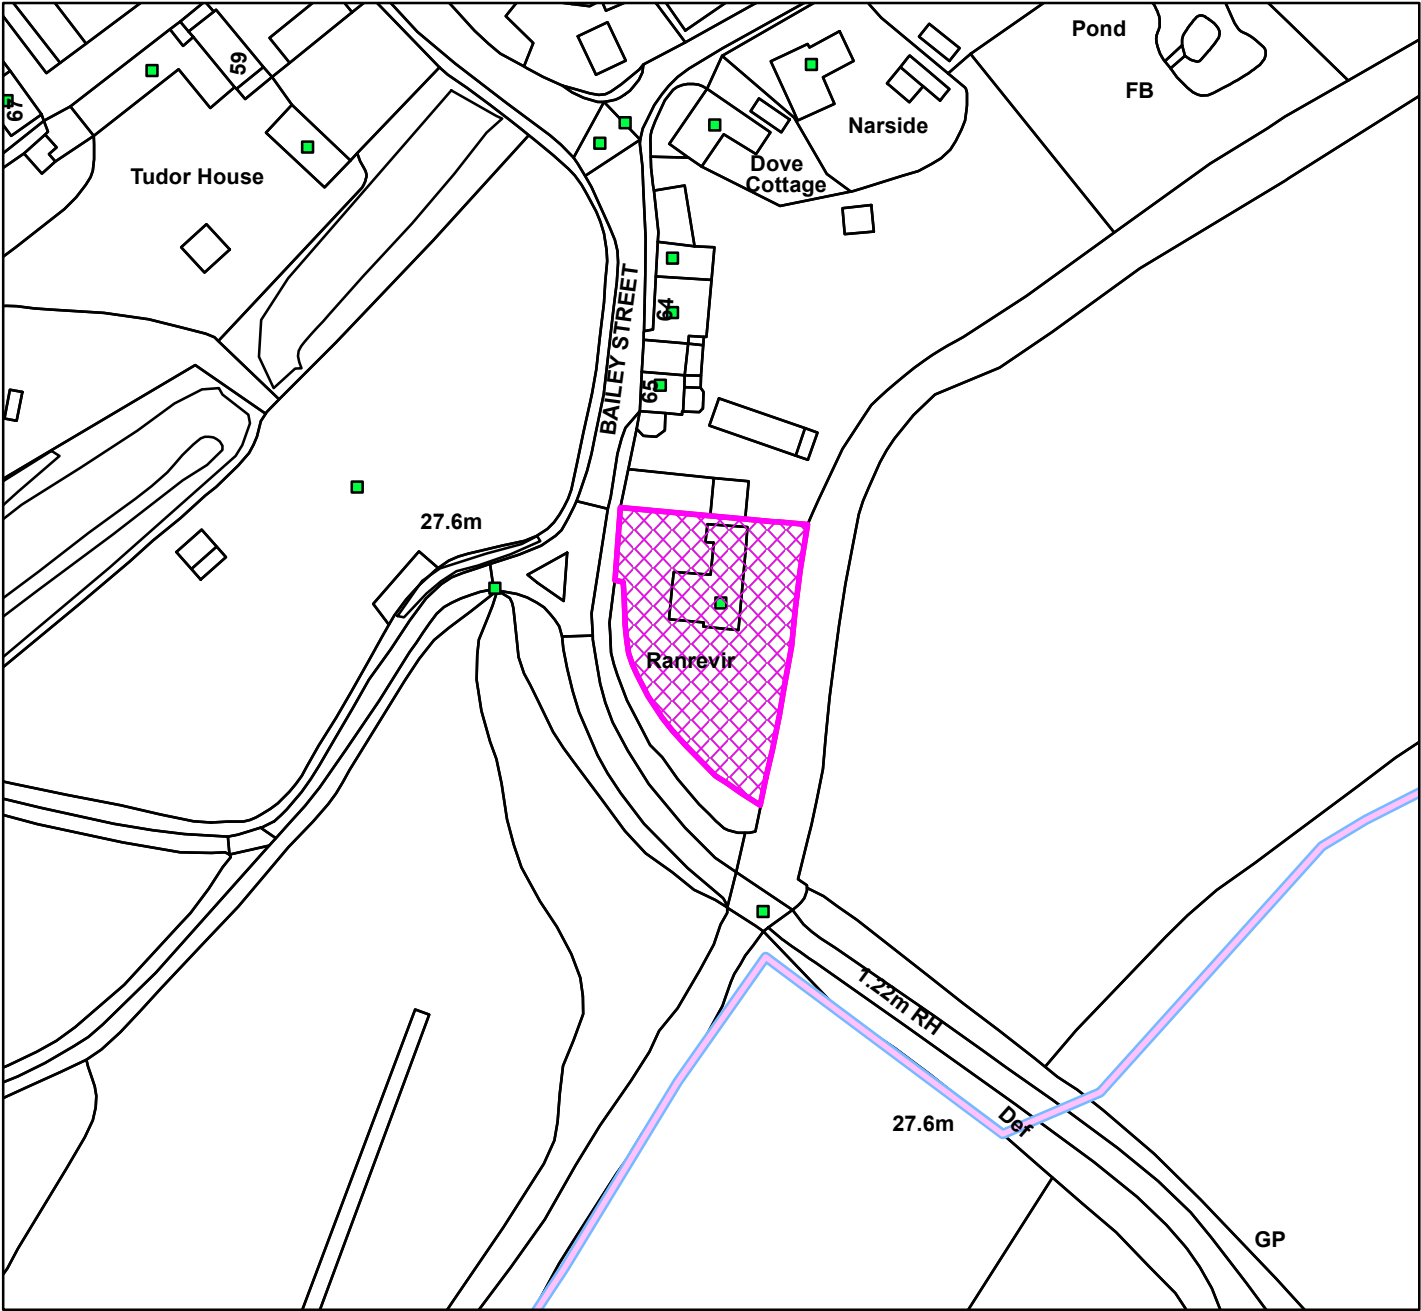 Pond
59
FB
67
Narside
Dove
Cottage
Tudor House
BAILEY STREET
64
65
27.6m
Ranrevir
1.22m RH
Def
27.6m
GP